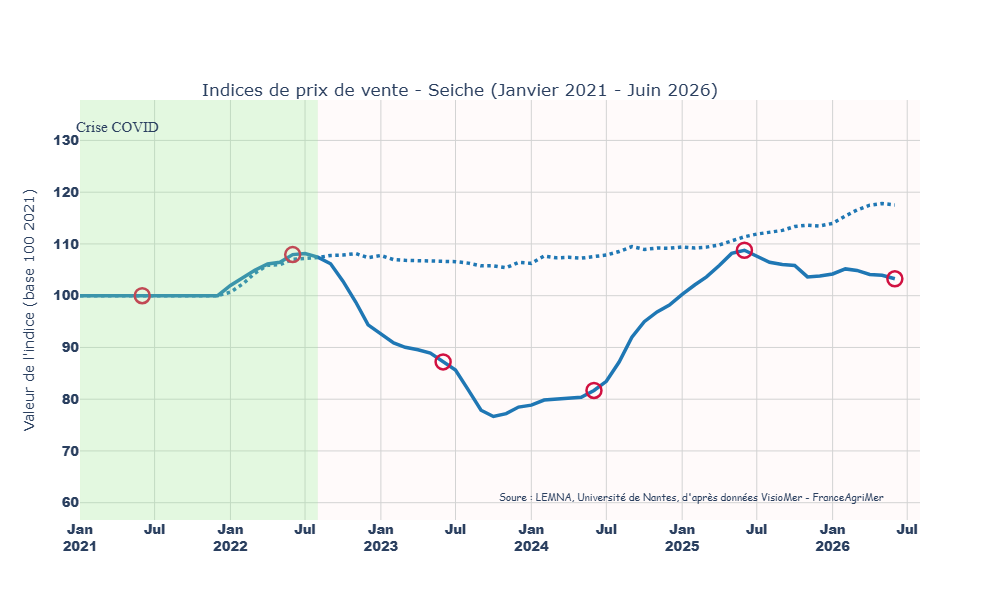 Indices de prix de vente - Seiche (Janvier 2021 - Juin 2026)
Crise COVID
Valeur de l'indice (base 100 2021)
130
120
110
100
90
80
70
60
Soure : LEMNA, Université de Nantes, d'après données VisioMer - FranceAgriMer
Jan Jul Jan Jul Jan Jul Jan Jul Jan Jul Jan Jul
2021 2022 2023 2024 2025 2026